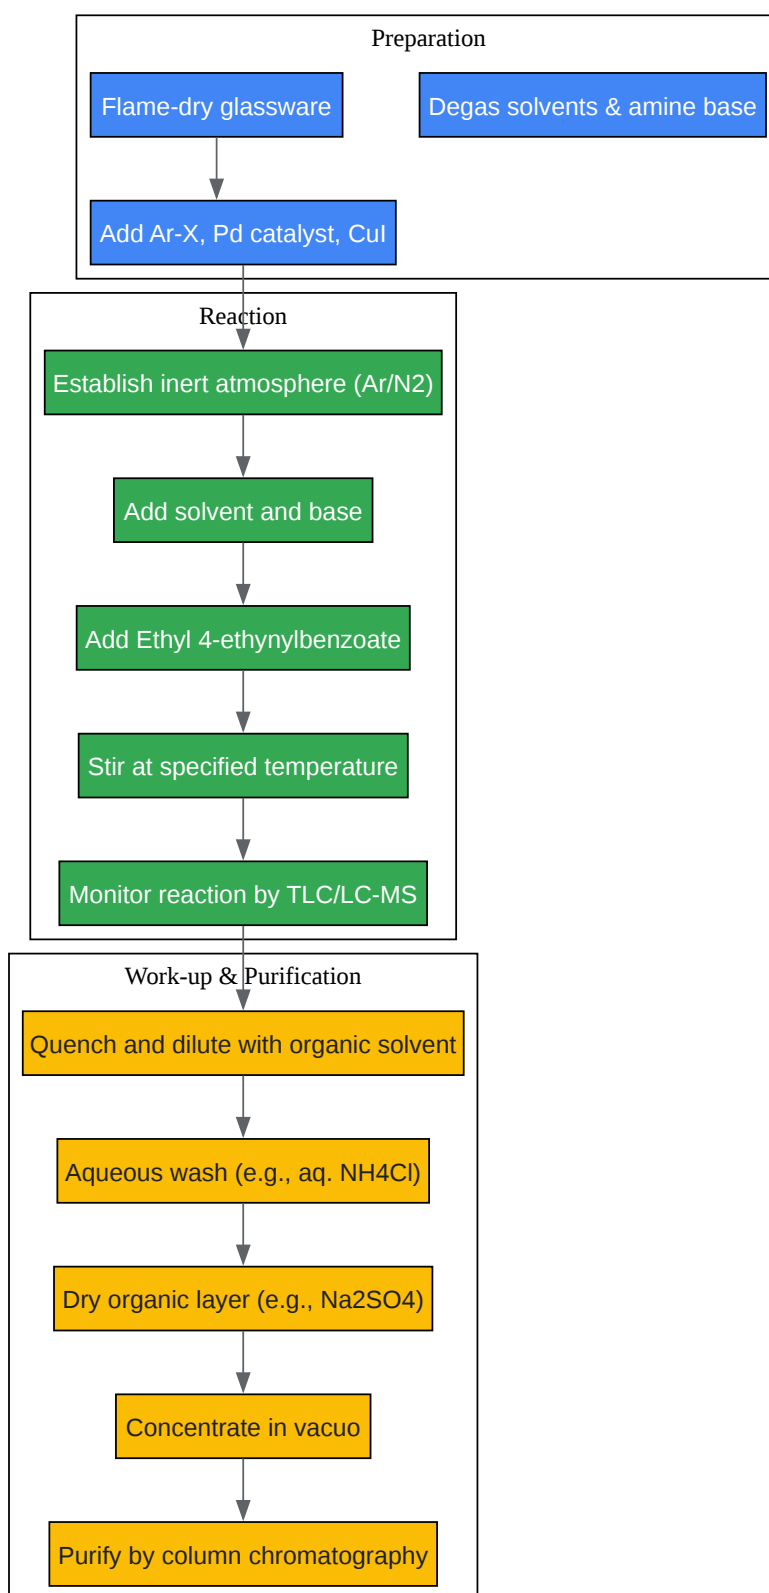 Preparation
Flame-dry glassware
Degas solvents & amine base
Add Ar-X, Pd catalyst, CuI
Reaction
Establish inert atmosphere (Ar/N2)
Add solvent and base
Add Ethyl 4-ethynylbenzoate
Stir at specified temperature
Monitor reaction by TLC/LC-MS
Work-up & Purification
Quench and dilute with organic solvent
Aqueous wash (e.g., aq. NH4Cl)
Dry organic layer (e.g., Na2SO4)
Concentrate in vacuo
Purify by column chromatography